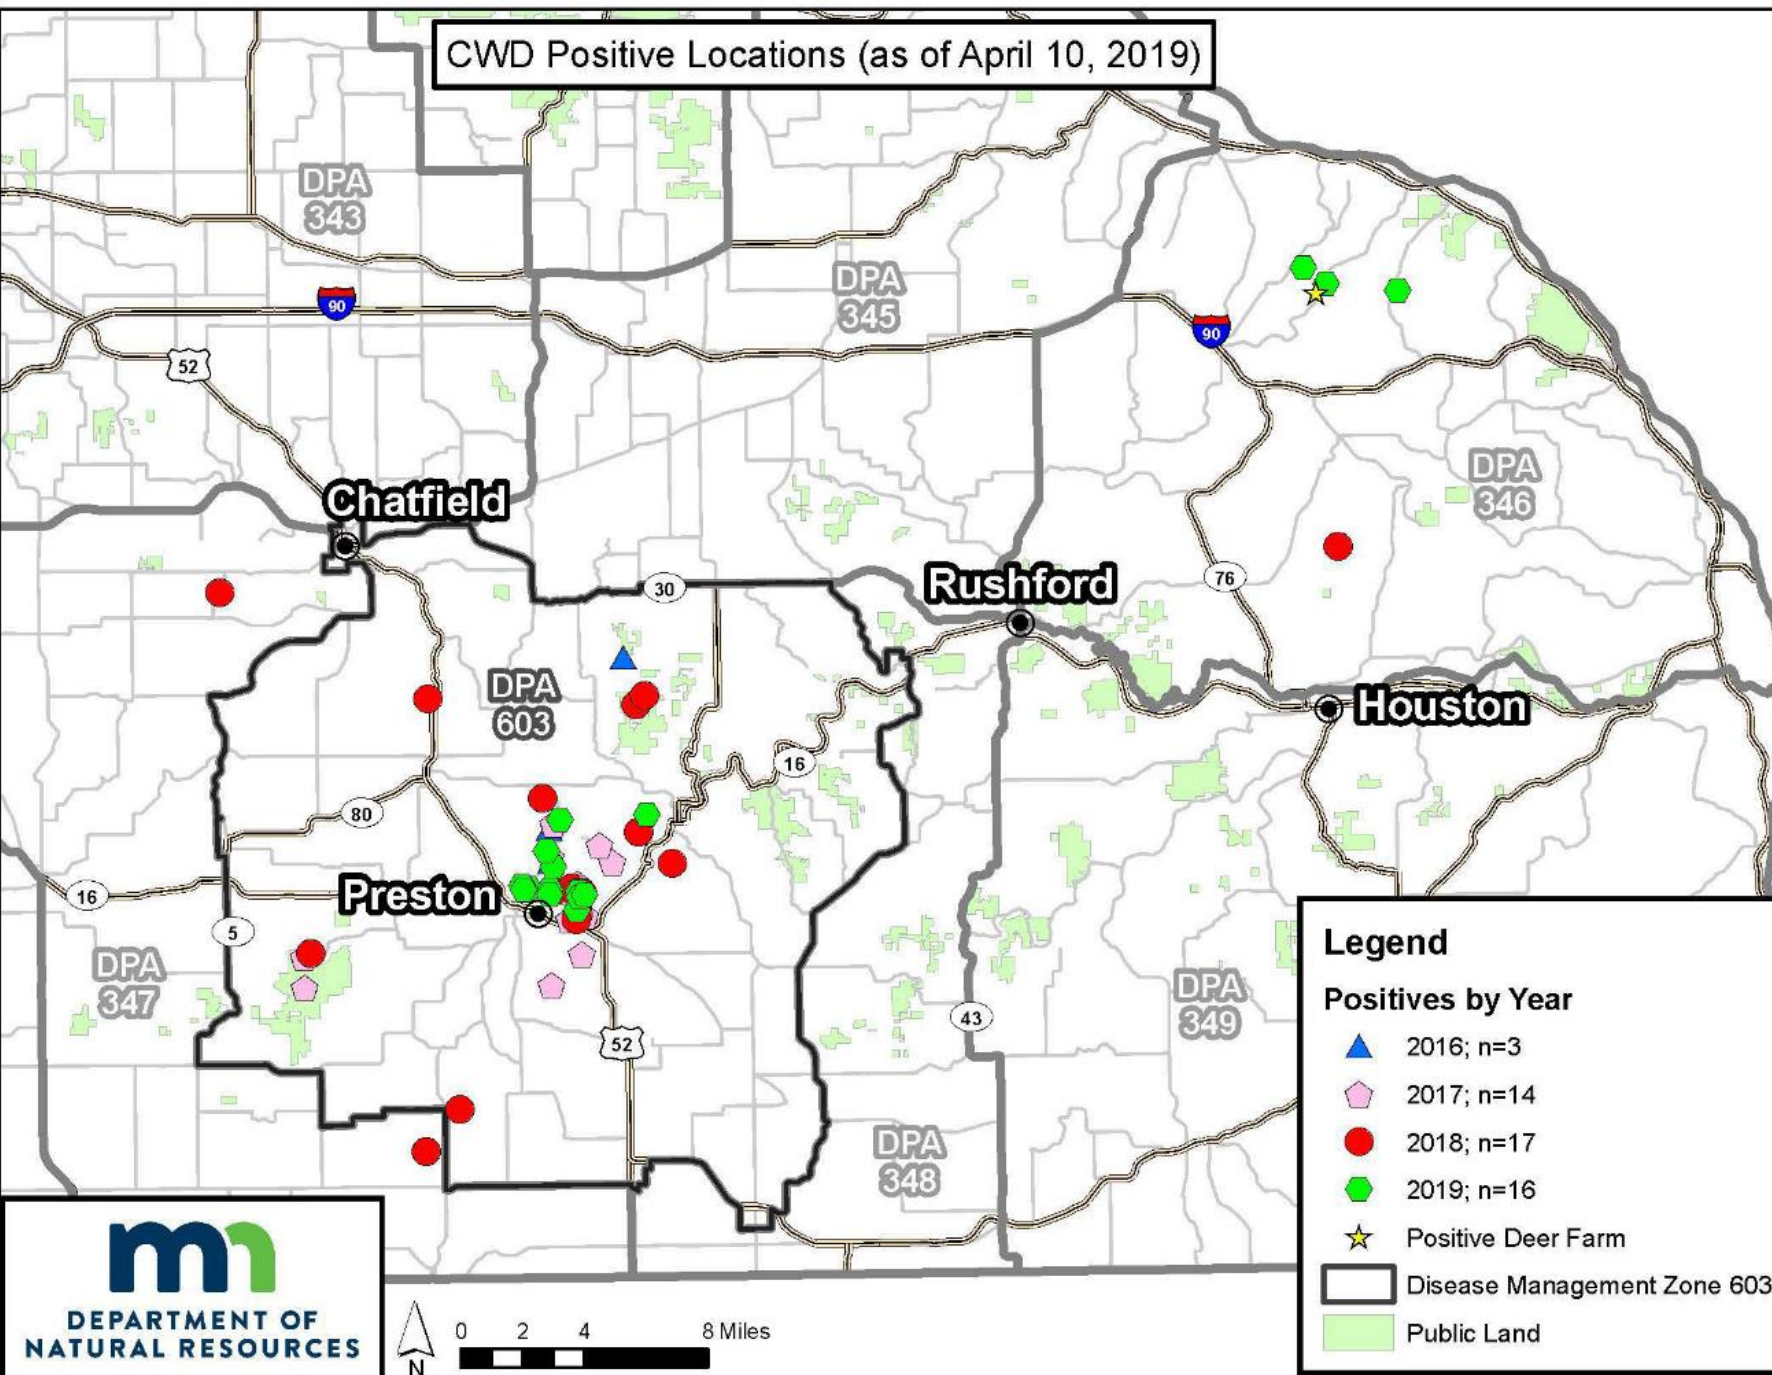 CWD Positive Locations (as of April 10, 2019)
DPA
343
DPA
345
90
90
52
DPA
346
Chatfield
30
Rushford
76
DPA
603
Houston
16
80
16
Preston
5
DPA
347
43
DPA
349
52
DPA
348
Legend
Positives by Year
2016; n=3
2017; n=14
2018; n=17
2019; n=16
Positive Deer Farm
Disease Management Zone 603
Public Land
mn
DEPARTMENT OF
NATURAL RESOURCES
N
0 2 4 8 Miles